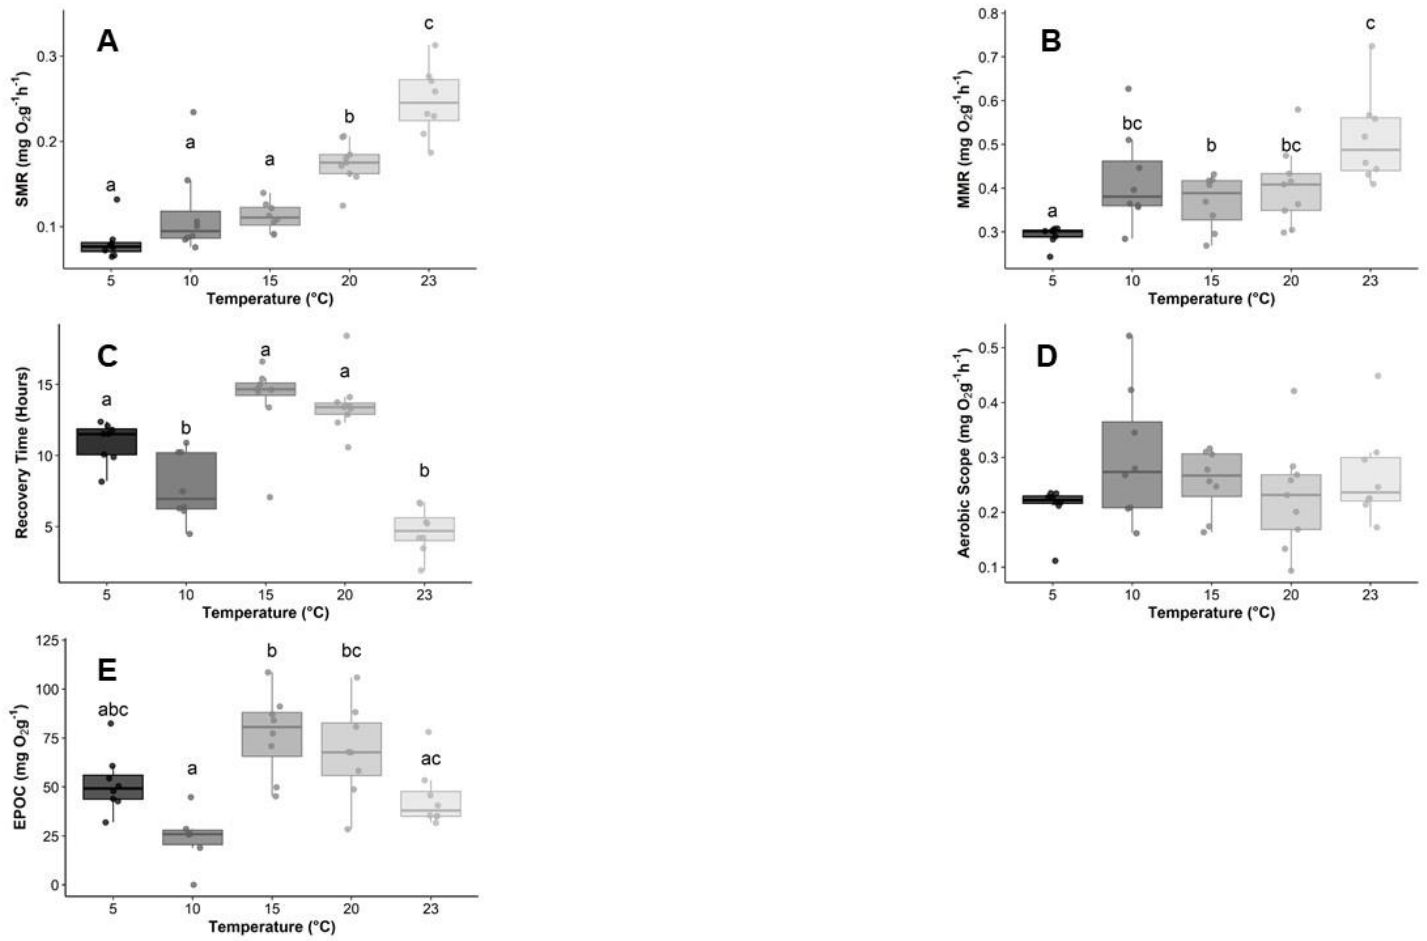 A
SMR (mg O₂g⁻¹h⁻¹)
0.3
0.2
0.1
a
a
a
b
c
5 10 15 20 23
Temperature (°C)
B
MMR (mg O₂g⁻¹h⁻¹)
0.8
0.7
0.6
0.5
0.4
0.3
a
bc
b
bc
c
5 10 15 20 23
Temperature (°C)
C
Recovery Time (Hours)
15
10
5
a
b
a
a
b
5 10 15 20 23
Temperature (°C)
D
Aerobic Scope (mg O₂g⁻¹h⁻¹)
0.5
0.4
0.3
0.2
0.1
5 10 15 20 23
Temperature (°C)
E
EPOC (mg O₂g⁻¹)
125
100
75
50
25
0
abc
a
b
bc
ac
5 10 15 20 23
Temperature (°C)